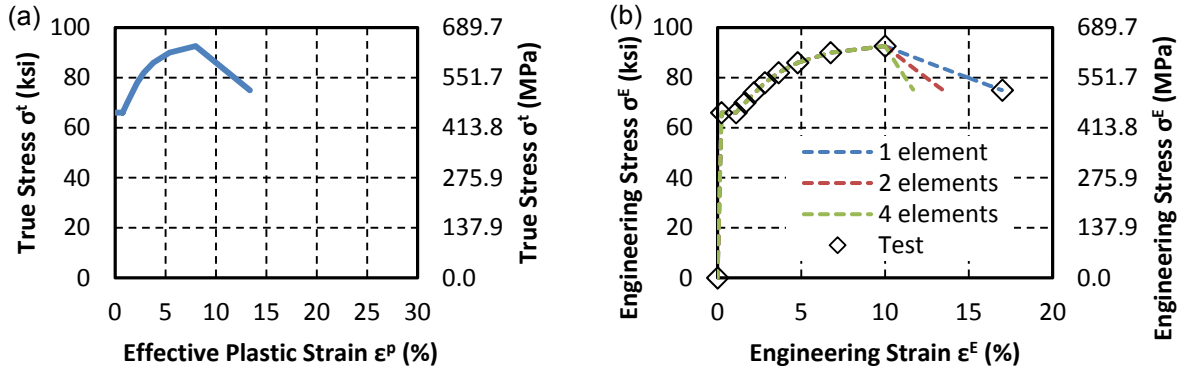 (a)
True Stress σᵗ (ksi)
100
80
60
40
20
0
0 5 10 15 20 25 30
Effective Plastic Strain εᵖ (%)
689.7
551.7
413.8
275.9
137.9
0.0
True Stress σᵗ (MPa)
(b)
Engineering Stress σᴱ (ksi)
100
80
60
40
20
0
0 5 10 15 20
Engineering Strain εᴱ (%)
1 element
2 elements
4 elements
Test
689.7
551.7
413.8
275.9
137.9
0.0
Engineering Stress σᴱ (MPa)